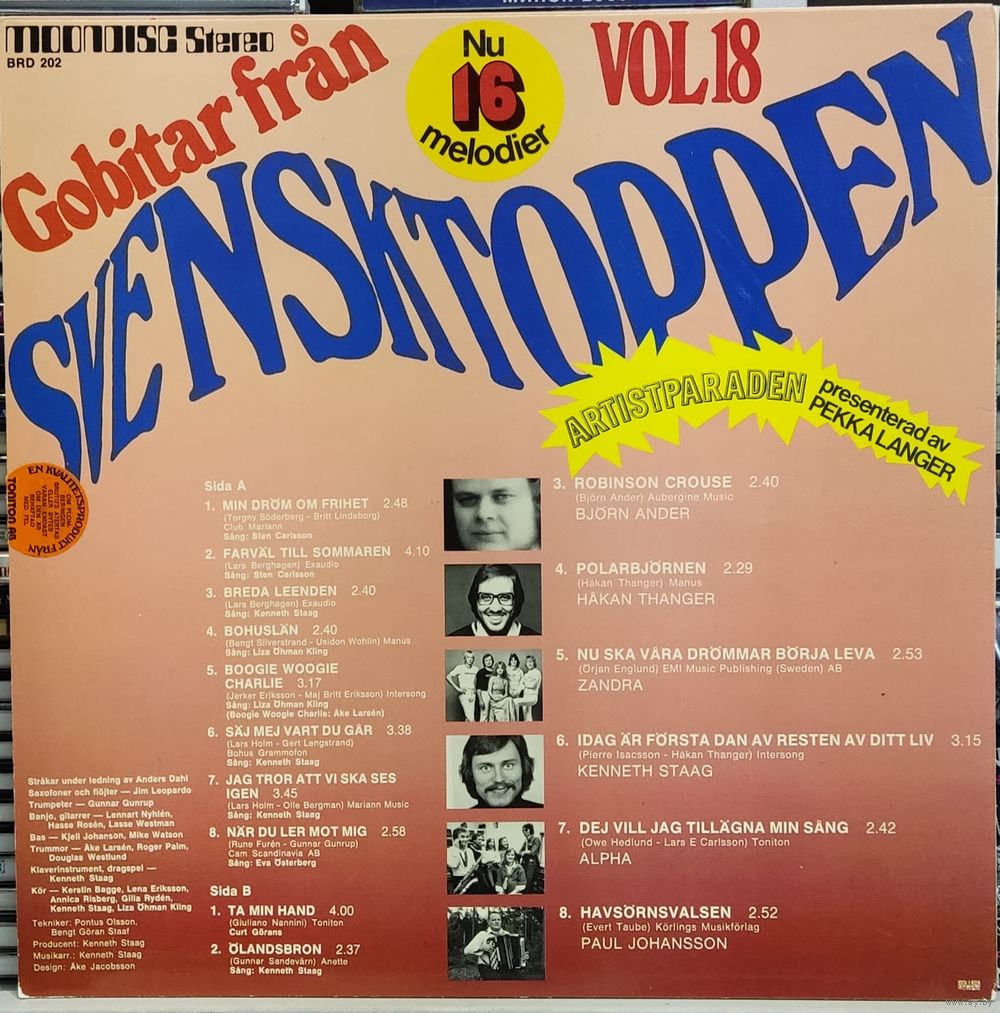 MOONDISC Stereo
BRD 202
Gobitar från
Nu
16
melodier
VOL 18
SVENSKTOPPEN
ARTISTPARADEN
presenterad av
PEKKA LANGER
EN KVALITETSPRODUKT FRÅN
TONITON AB
Sida A
1. MIN DRÖM OM FRIHET 2.48
(Torgny Söderberg - Britt Lindeborg)
Club Mariann
Sång: Sten Carlsson
2. FARVÄL TILL SOMMAREN 4.10
(Lars Berghagen) Exaudio
Sång: Sten Carlsson
3. BREDA LEENDEN 2.40
(Lars Berghagen) Exaudio
Sång: Kenneth Staag
4. BOHUSLÄN 2.40
(Bengt Silverstrand - Usidon Wohlin) Manus
Sång: Liza Öhman Kling
5. BOOGIE WOOGIE
CHARLIE 3.17
(Jerker Eriksson - Maj Britt Eriksson) Intersong
Sång: Liza Öhman Kling
(Boogie Woogie Charlie: Åke Larsén)
6. SÄJ MEJ VART DU GÅR 3.38
(Lars Holm - Gert Lengstrand)
Bohus Grammofon
Sång: Kenneth Staag
7. JAG TROR ATT VI SKA SES
IGEN 3.45
(Lars Holm - Olle Bergman) Mariann Music
Sång: Kenneth Staag
8. NÄR DU LER MOT MIG 2.58
(Rune Furén - Gunnar Gunrup)
Cam Scandinavia AB
Sång: Eva Österberg
Sida B
1. TA MIN HAND 4.00
(Giuliano Nannini) Toniton
Curt Görans
2. ÖLANDSBRON 2.37
(Gunnar Sandevärn) Anette
Sång: Kenneth Staag
3. ROBINSON CROUSE 2.40
(Björn Ander) Aubergine Music
BJÖRN ANDER
4. POLARBJÖRNEN 2.29
(Håkan Thanger) Manus
HÅKAN THANGER
5. NU SKA VÅRA DRÖMMAR BÖRJA LEVA 2.53
(Örjan Englund) EMI Music Publishing (Sweden) AB
ZANDRA
6. IDAG ÄR FÖRSTA DAN AV RESTEN AV DITT LIV 3.15
(Pierre Isacsson - Håkan Thanger) Intersong
KENNETH STAAG
7. DEJ VILL JAG TILLÄGNA MIN SÅNG 2.42
(Owe Hedlund - Lars E Carlsson) Toniton
ALPHA
8. HAVSÖRNSVALSEN 2.52
(Evert Taube) Körlings Musikförlag
PAUL JOHANSSON
Stråkar under ledning av Anders Dahl
Saxofoner och flöjter — Jim Leopardo
Trumpeter — Gunnar Gunrup
Banjo, gitarrer — Lennart Nyhlén,
Hasse Rosén, Lasse Westman
Bas — Kjell Johanson, Mike Watson
Trummor — Åke Larsén, Roger Palm,
Douglas Westlund
Klaverinstrument, dragspel —
Kenneth Staag
Kör — Kerstin Bagge, Lena Eriksson,
Annica Risberg, Gilla Rydén,
Kenneth Staag, Liza Öhman Kling
Tekniker: Pontus Olsson,
Bengt Göran Staaf
Producent: Kenneth Staag
Musikarr.: Kenneth Staag
Design: Åke Jacobsson
www.ay.by